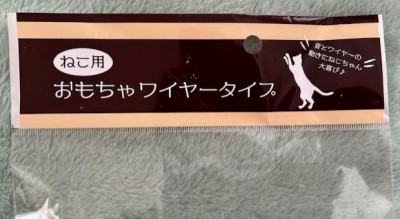 ねこ用
おもちゃワイヤータイプ
音とワイヤーの
動きにねこちゃん
大喜び♪